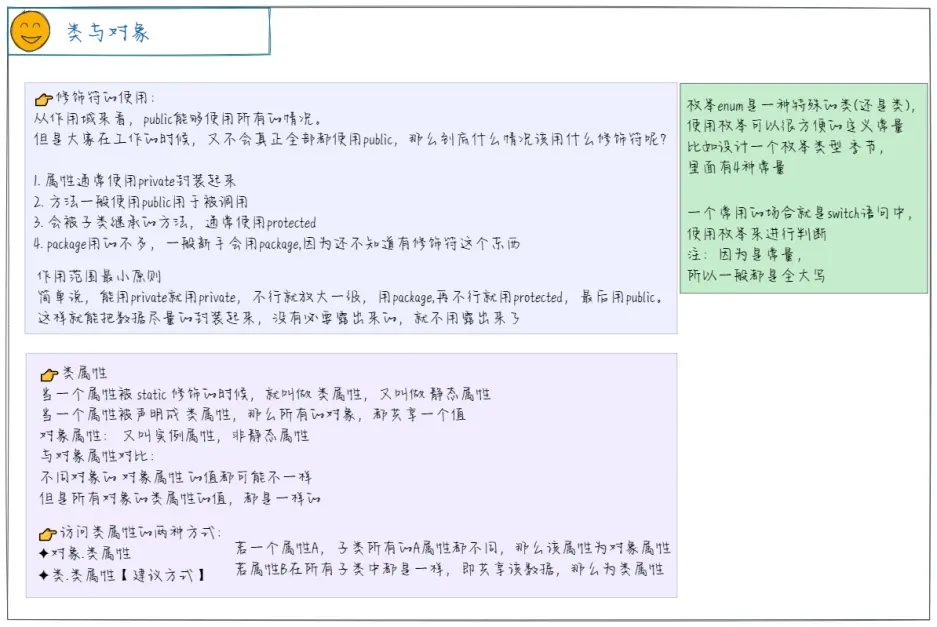 类与对象
👉修饰符的使用：
从作用域来看，public能够使用所有的情况。
但是大家在工作的时候，又不会真正全部都使用public，那么到底什么情况该用什么修饰符呢？
1. 属性通常使用private封装起来
2. 方法一般使用public用于被调用
3. 会被子类继承的方法，通常使用protected
4. package用的不多，一般新手会用package,因为还不知道有修饰符这个东西
作用范围最小原则
简单说，能用private就用private，不行就放大一级，用package,再不行就用protected，最后用public。
这样就能把数据尽量的封装起来，没有必要露出来的，就不用露出来了
枚举enum是一种特殊的类(还是类)，
使用枚举可以很方便的定义常量
比如设计一个枚举类型 季节，
里面有4种常量
一个常用的场合就是switch语句中，
使用枚举来进行判断
注：因为是常量，
所以一般都是全大写
👉类属性
当一个属性被 static 修饰的时候，就叫做 类属性，又叫做 静态属性
当一个属性被声明成 类属性，那么所有的对象，都共享一个值
对象属性： 又叫实例属性，非静态属性
与对象属性对比：
不同对象的 对象属性 的值都可能不一样
但是所有对象的类属性的值，都是一样的
👉访问类属性的两种方式：
✦对象.类属性
✦类.类属性【建议方式】
若一个属性A，子类所有的A属性都不同，那么该属性为对象属性
若属性B在所有子类中都是一样，即共享该数据，那么为类属性